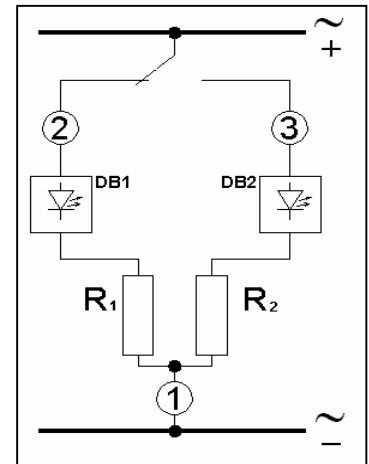 ~
+
2
3
DB1
DB2
R₁
R₂
1
~
–